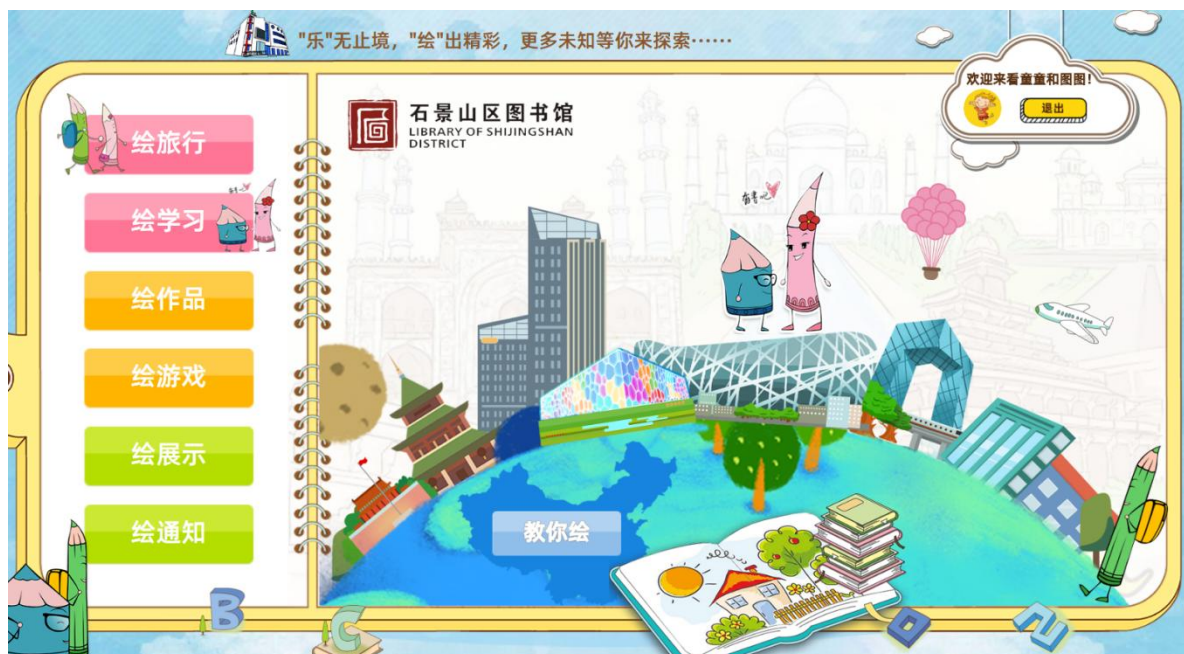 "乐"无止境，"绘"出精彩，更多未知等你来探索……
欢迎来看童童和图图！
退出
石景山区图书馆
LIBRARY OF SHIJINGSHAN
DISTRICT
绘旅行
绘学习
绘作品
绘游戏
绘展示
绘通知
教你绘
B
C
D
N